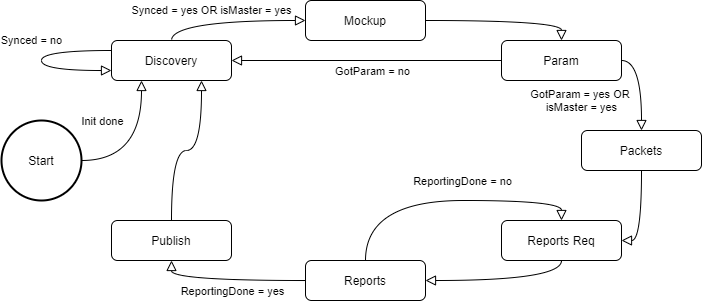 Synced = yes OR isMaster = yes
Mockup
Synced = no
Discovery
Param
GotParam = no
GotParam = yes OR
isMaster = yes
Init done
Start
Packets
ReportingDone = no
Publish
Reports Req
Reports
ReportingDone = yes